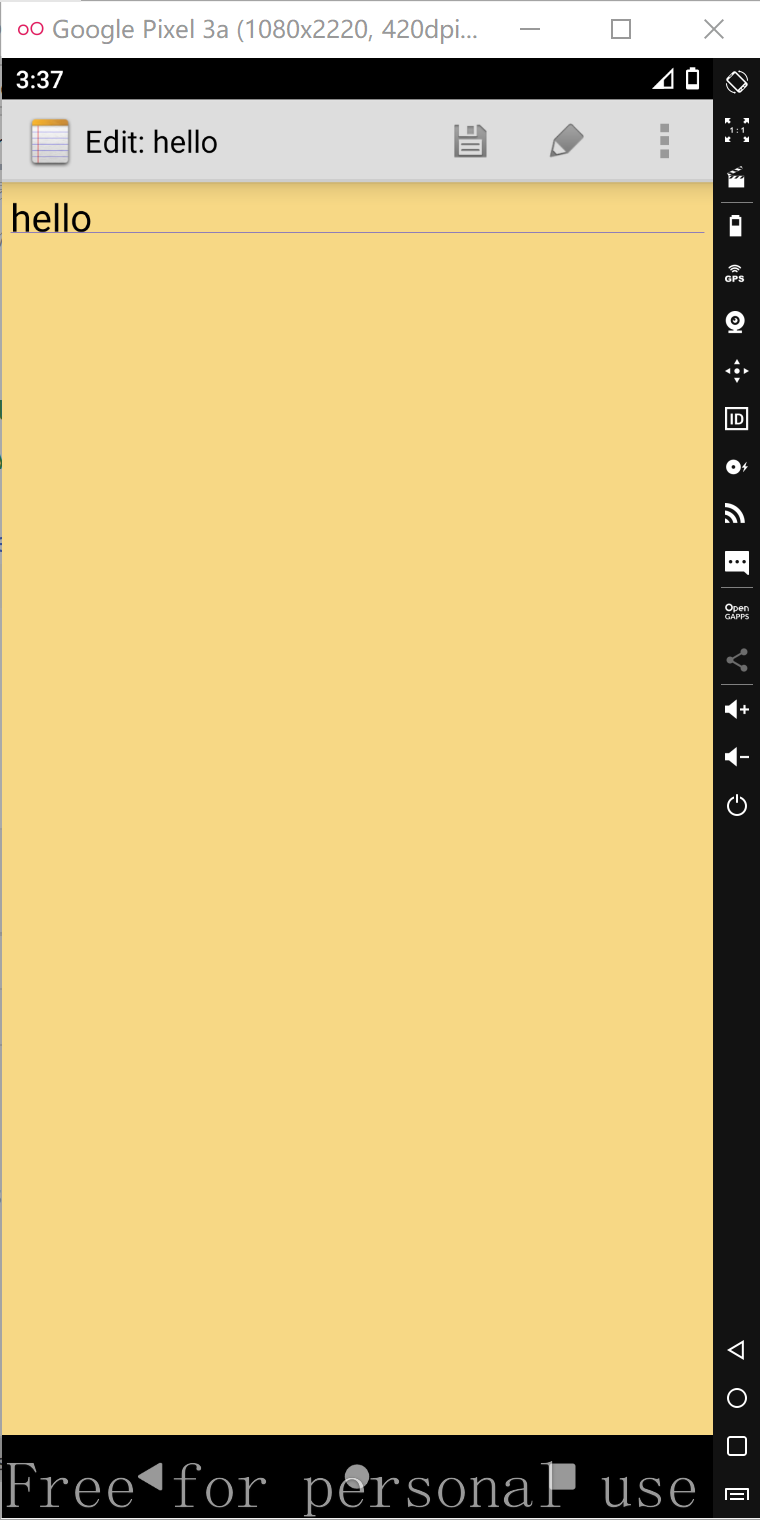 Google Pixel 3a (1080x2220, 420dpi...
3:37
Edit: hello
hello
1:1
GPS
ID
Open
GAPPS
Free for personal use